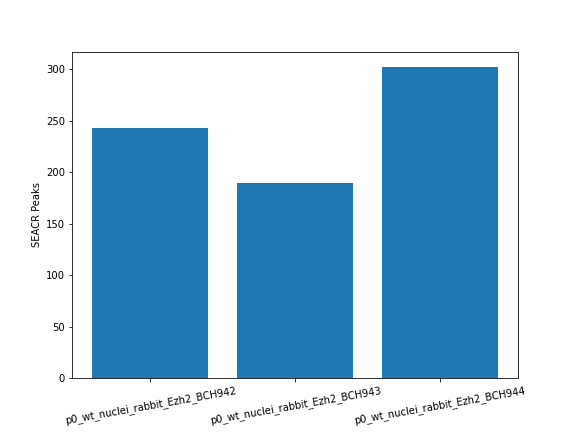 300
250
200
150
100
50
0
SEACR Peaks
p0_wt_nuclei_rabbit_Ezh2_BCH942
p0_wt_nuclei_rabbit_Ezh2_BCH943
p0_wt_nuclei_rabbit_Ezh2_BCH944